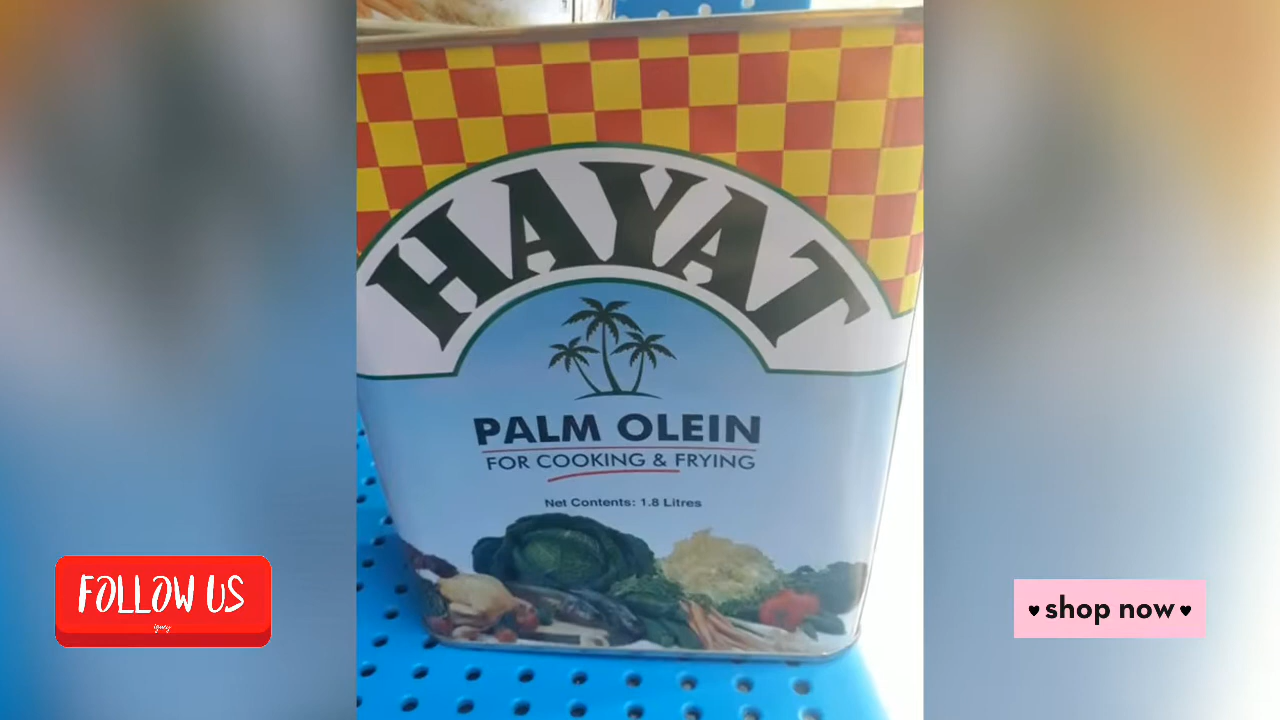 HAYAT
PALM OLEIN
FOR COOKING & FRYING
Net Contents: 1.8 Litres
FOLLOW US
shop now